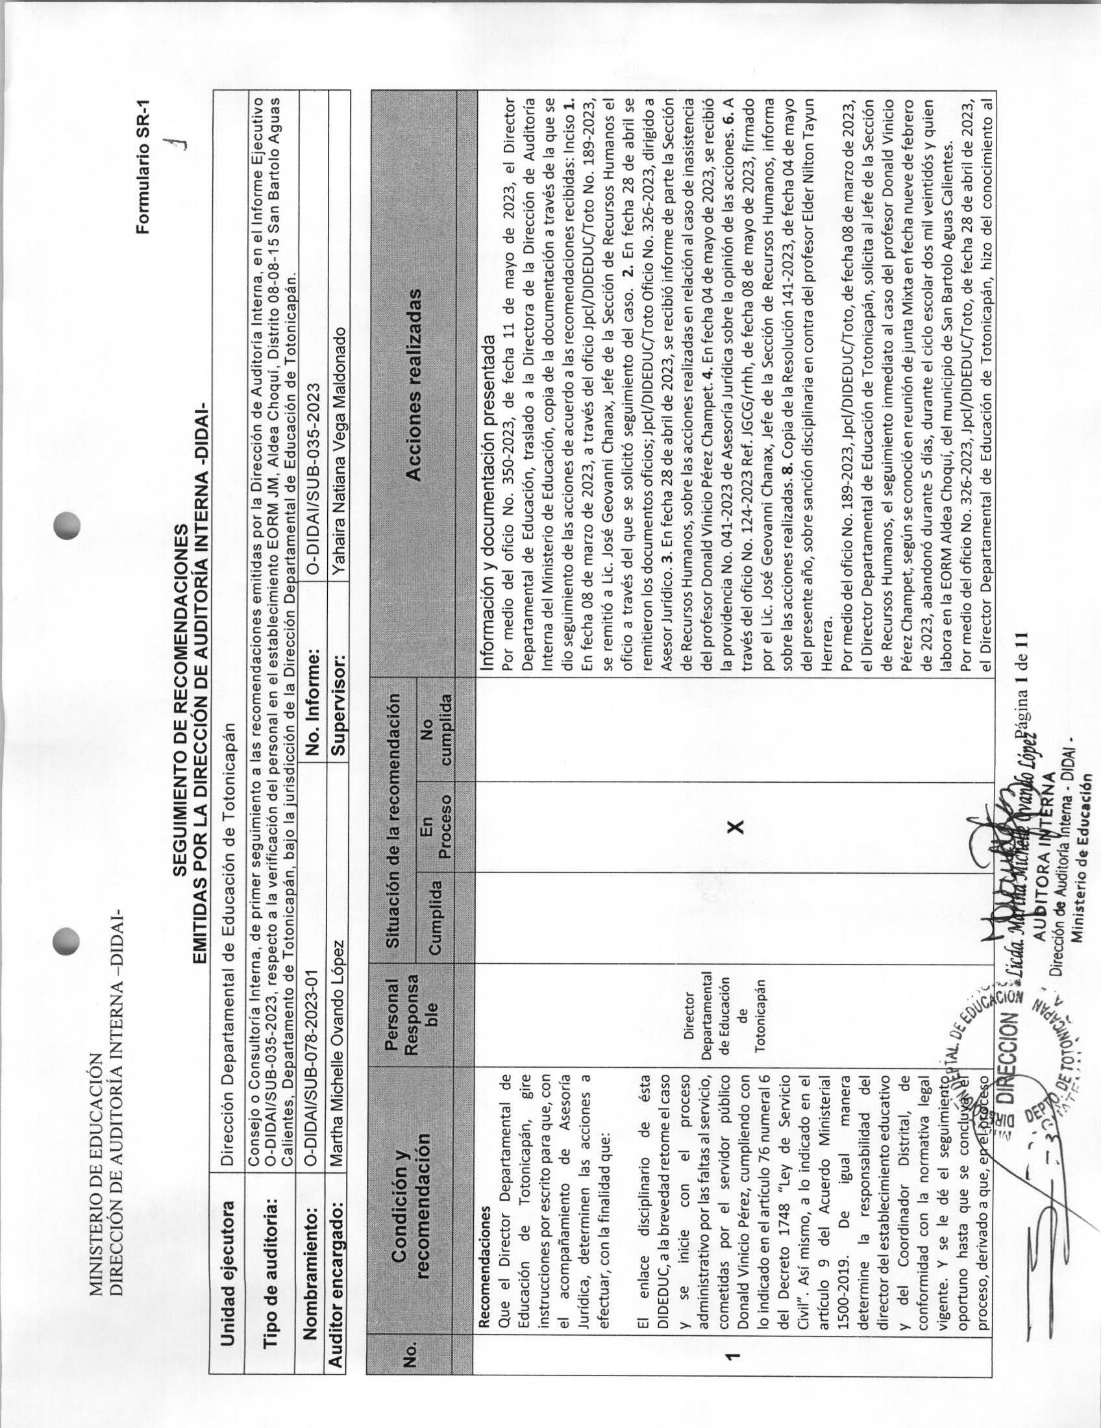 MINISTERIO DE EDUCACIÓN
DIRECCIÓN DE AUDITORÍA INTERNA –DIDAI-
Formulario SR-1
1
SEGUIMIENTO DE RECOMENDACIONES
EMITIDAS POR LA DIRECCIÓN DE AUDITORÍA INTERNA -DIDAI-
Unidad ejecutora
Dirección Departamental de Educación de Totonicapán
Tipo de auditoria:
Consejo o Consultoría Interna, de primer seguimiento a las recomendaciones emitidas por la Dirección de Auditoría Interna, en el Informe Ejecutivo
O-DIDAI/SUB-035-2023, respecto a la verificación del personal en el establecimiento EORM JM, Aldea Choquí, Distrito 08-08-15 San Bartolo Aguas
Calientes, Departamento de Totonicapán, bajo la jurisdicción de la Dirección Departamental de Educación de Totonicapán.
Nombramiento:
O-DIDAI/SUB-078-2023-01
No. Informe:
O-DIDAI/SUB-035-2023
Auditor encargado:
Martha Michelle Ovando López
Supervisor:
Yahaira Natiana Vega Maldonado
No.
Condición y
recomendación
Personal
Responsa
ble
Situación de la recomendación
Cumplida
En
Proceso
No
cumplida
Acciones realizadas
1
Recomendaciones
Que el Director Departamental de
Educación de Totonicapán, gire
instrucciones por escrito para que, con
el acompañamiento de Asesoría
Jurídica, determinen las acciones a
efectuar, con la finalidad que:
El enlace disciplinario de ésta
DIDEDUC, a la brevedad retome el caso
y se inicie con el proceso
administrativo por las faltas al servicio,
cometidas por el servidor público
Donald Vinicio Pérez, cumpliendo con
lo indicado en el artículo 76 numeral 6
del Decreto 1748 “Ley de Servicio
Civil”. Así mismo, a lo indicado en el
artículo 9 del Acuerdo Ministerial
1500-2019. De igual manera
determine la responsabilidad del
director del establecimiento educativo
y del Coordinador Distrital, de
conformidad con la normativa legal
vigente. Y se le dé el seguimiento
oportuno hasta que se concluya el
proceso, derivado a que, en el proceso
Director
Departamental
de Educación
de
Totonicapán
X
Información y documentación presentada
Por medio del oficio No. 350-2023, de fecha 11 de mayo de 2023, el Director
Departamental de Educación, traslado a la Directora de la Dirección de Auditoría
Interna del Ministerio de Educación, copia de la documentación a través de la que se
dio seguimiento de las acciones de acuerdo a las recomendaciones recibidas: Inciso 1.
En fecha 08 de marzo de 2023, a través del oficio Jpcl/DIDEDUC/Toto No. 189-2023,
se remitió a Lic. José Geovanni Chanax, Jefe de la Sección de Recursos Humanos el
oficio a través del que se solicitó seguimiento del caso. 2. En fecha 28 de abril se
remitieron los documentos oficios; Jpcl/DIDEDUC/Toto Oficio No. 326-2023, dirigido a
Asesor Jurídico. 3. En fecha 28 de abril de 2023, se recibió informe de parte la Sección
de Recursos Humanos, sobre las acciones realizadas en relación al caso de inasistencia
del profesor Donald Vinicio Pérez Champet. 4. En fecha 04 de mayo de 2023, se recibió
la providencia No. 041-2023 de Asesoría Jurídica sobre la opinión de las acciones. 6. A
través del oficio No. 124-2023 Ref. JGCG/rrhh, de fecha 08 de mayo de 2023, firmado
por el Lic. José Geovanni Chanax, Jefe de la Sección de Recursos Humanos, informa
sobre las acciones realizadas. 8. Copia de la Resolución 141-2023, de fecha 04 de mayo
del presente año, sobre sanción disciplinaria en contra del profesor Elder Nilton Tayun
Herrera.
Por medio del oficio No. 189-2023, Jpcl/DIDEDUC/Toto, de fecha 08 de marzo de 2023,
el Director Departamental de Educación de Totonicapán, solicita al Jefe de la Sección
de Recursos Humanos, el seguimiento inmediato al caso del profesor Donald Vinicio
Pérez Champet, según se conoció en reunión de junta Mixta en fecha nueve de febrero
de 2023, abandonó durante 5 días, durante el ciclo escolar dos mil veintidós y quien
labora en la EORM Aldea Choquí, del municipio de San Bartolo Aguas Calientes.
Por medio del oficio No. 326-2023, Jpcl/DIDEDUC/Toto, de fecha 28 de abril de 2023,
el Director Departamental de Educación de Totonicapán, hizo del conocimiento al
Página 1 de 11
Licda. Martha Michelle Ovando López
AUDITORA INTERNA
Dirección de Auditoría Interna - DIDAI -
Ministerio de Educación
DIRECCION
DEPTO. DE TOTONICAPAN